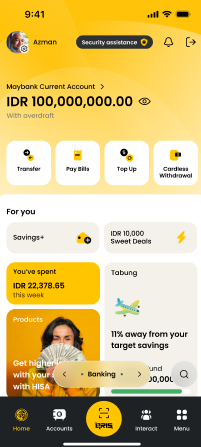 9:41
Azman
Security assistance
Maybank Current Account
IDR 100,000,000.00
With overdraft
Transfer
Pay Bills
Top Up
Cardless
Withdrawal
For you
Savings+
IDR 10,000
Sweet Deals
You've spent
IDR 22,378.65
this week
Tabung
11% away from your
target savings
Products
Get higher
with your s
with HISA
Banking
QRIS
Home
Accounts
Interact
Menu